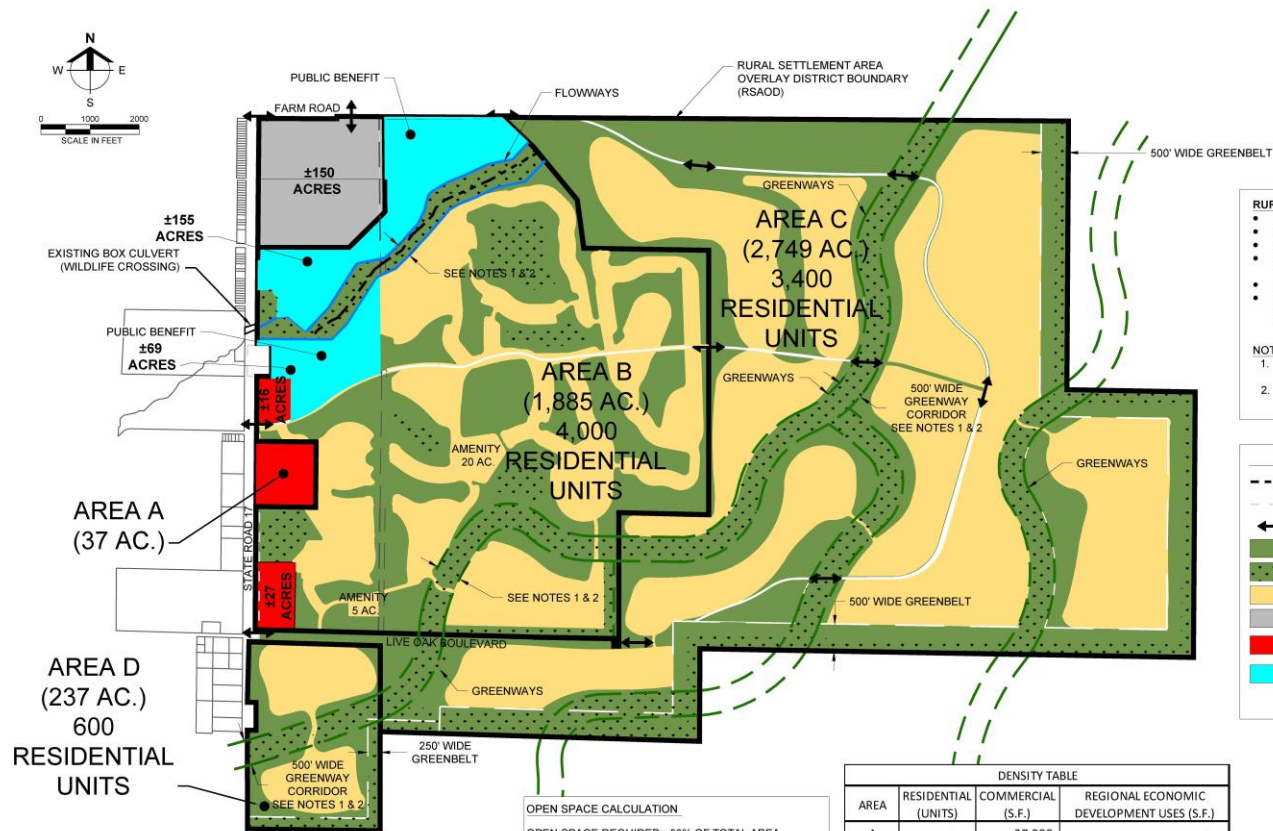 N
W E
S
0 1000 2000
SCALE IN FEET
PUBLIC BENEFIT
FARM ROAD
FLOWWAYS
RURAL SETTLEMENT AREA
OVERLAY DISTRICT BOUNDARY
(RSAOD)
500' WIDE GREENBELT
±150
ACRES
±155
ACRES
EXISTING BOX CULVERT
(WILDLIFE CROSSING)
SEE NOTES 1 & 2
GREENWAYS
AREA C
(2,749 AC.)
3,400
RESIDENTIAL
UNITS
PUBLIC BENEFIT
±69
ACRES
±16
ACRES
AREA B
(1,885 AC.)
4,000
RESIDENTIAL
UNITS
GREENWAYS
500' WIDE
GREENWAY
CORRIDOR
SEE NOTES 1 & 2
GREENWAYS
AMENITY
20 AC.
AREA A
(37 AC.)
STATE ROAD 17
±27
ACRES
AMENITY
5 AC.
SEE NOTES 1 & 2
500' WIDE GREENBELT
LIVE OAK BOULEVARD
AREA D
(237 AC.)
600
RESIDENTIAL
UNITS
GREENWAYS
250' WIDE
GREENBELT
500' WIDE
GREENWAY
CORRIDOR
SEE NOTES 1 & 2
RUR
NOT
1.
2.
OPEN SPACE CALCULATION
DENSITY TABLE
AREA RESIDENTIAL (UNITS) COMMERCIAL (S.F.) REGIONAL ECONOMIC DEVELOPMENT USES (S.F.)